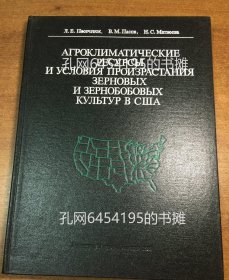 Л. Е. Пасечнюк, В. М. Пасов, Н. С. Матвеева
АГРОКЛИМАТИЧЕСКИЕ
РЕСУРСЫ
И УСЛОВИЯ ПРОИЗРАСТАНИЯ
ЗЕРНОВЫХ
И ЗЕРНОБОБОВЫХ
КУЛЬТУР В США
孔网6454195的书摊
孔网6454195的书摊